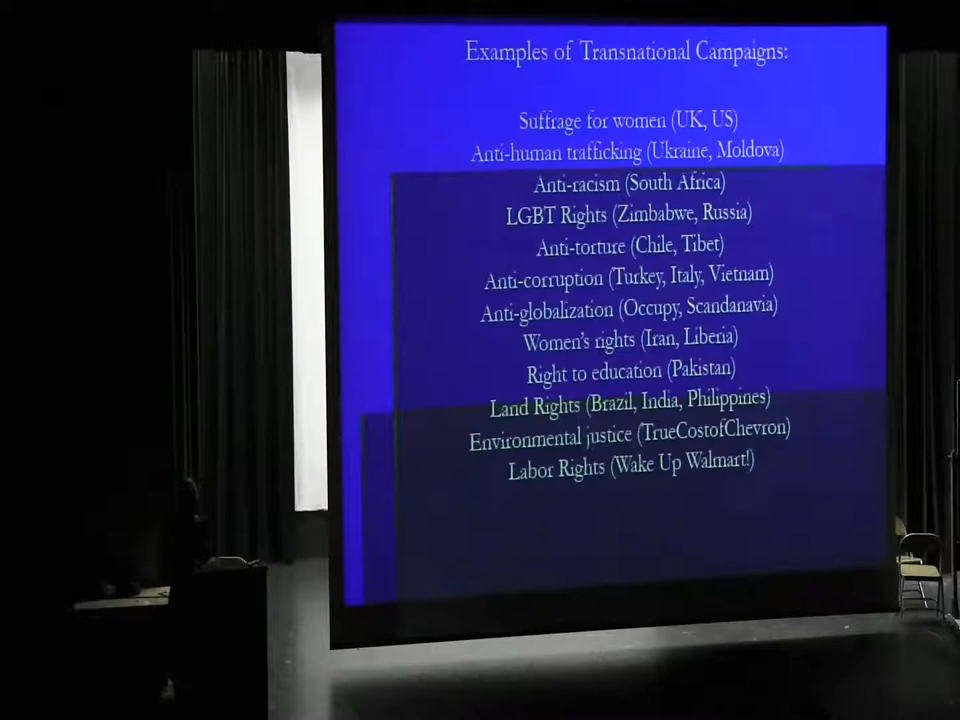 Examples of Transnational Campaigns:
Suffrage for women (UK, US)
Anti-human trafficking (Ukraine, Moldova)
Anti-racism (South Africa)
LGBT Rights (Zimbabwe, Russia)
Anti-torture (Chile, Tibet)
Anti-corruption (Turkey, Italy, Vietnam)
Anti-globalization (Occupy, Scandanavia)
Women's rights (Iran, Liberia)
Right to education (Pakistan)
Land Rights (Brazil, India, Philippines)
Environmental justice (TrueCostofChevron)
Labor Rights (Wake Up Walmart!)